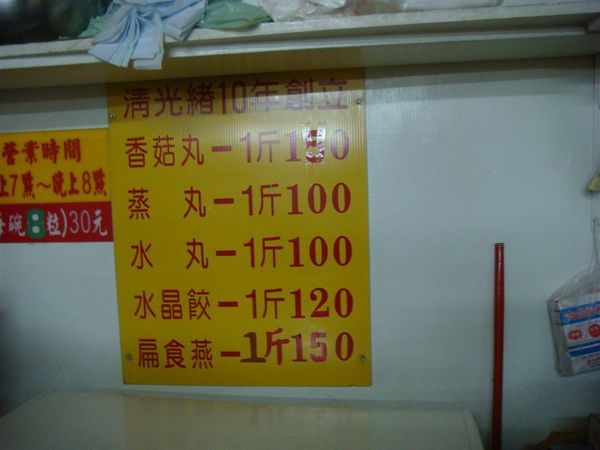 清光緒10年創立
香菇丸-1斤180
蒸丸-1斤100
水丸-1斤100
水晶餃-1斤120
扁食燕-1斤150
營業時間
上7點~晚上8點
碗8粒)30元